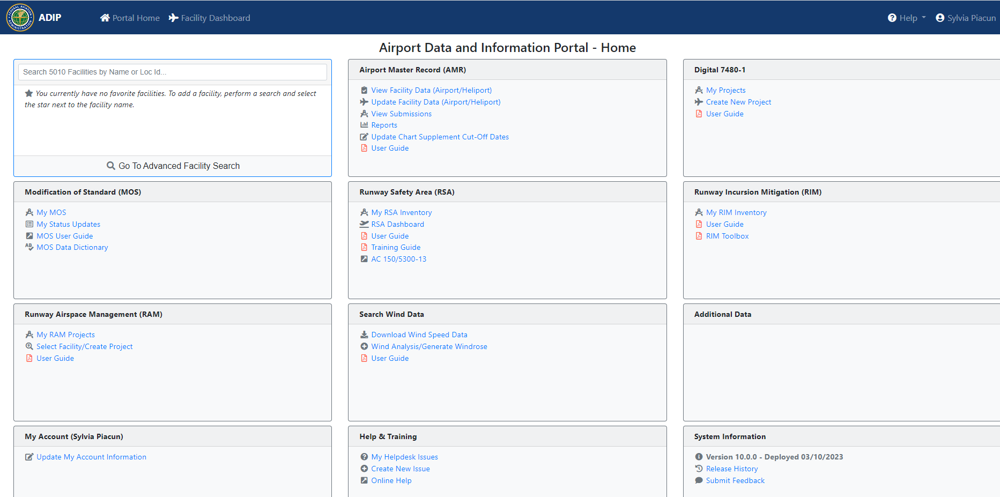 ADIP
Portal Home
Facility Dashboard
Help
Sylvia Piacun
Airport Data and Information Portal - Home
Search 5010 Facilities by Name or Loc Id...
You currently have no favorite facilities. To add a facility, perform a search and select
the star next to the facility name.
Go To Advanced Facility Search
Airport Master Record (AMR)
View Facility Data (Airport/Heliport)
Update Facility Data (Airport/Heliport)
View Submissions
Reports
Update Chart Supplement Cut-Off Dates
User Guide
Digital 7480-1
My Projects
Create New Project
User Guide
Modification of Standard (MOS)
My MOS
My Status Updates
MOS User Guide
MOS Data Dictionary
Runway Safety Area (RSA)
My RSA Inventory
RSA Dashboard
User Guide
Training Guide
AC 150/5300-13
Runway Incursion Mitigation (RIM)
My RIM Inventory
User Guide
RIM Toolbox
Runway Airspace Management (RAM)
My RAM Projects
Select Facility/Create Project
User Guide
Search Wind Data
Download Wind Speed Data
Wind Analysis/Generate Windrose
User Guide
Additional Data
My Account (Sylvia Piacun)
Update My Account Information
Help & Training
My Helpdesk Issues
Create New Issue
Online Help
System Information
Version 10.0.0 - Deployed 03/10/2023
Release History
Submit Feedback